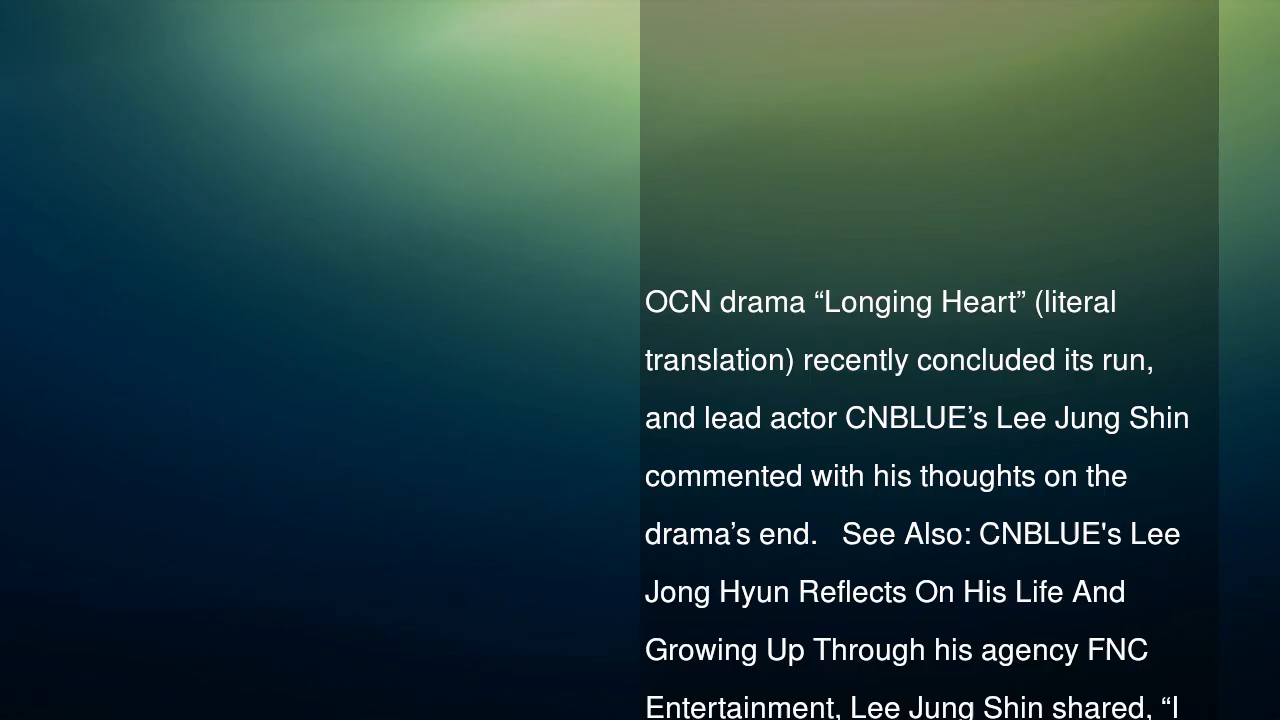 OCN drama “Longing Heart” (literal
translation) recently concluded its run,
and lead actor CNBLUE’s Lee Jung Shin
commented with his thoughts on the
drama’s end.   See Also: CNBLUE's Lee
Jong Hyun Reflects On His Life And
Growing Up Through his agency FNC
Entertainment, Lee Jung Shin shared, “I